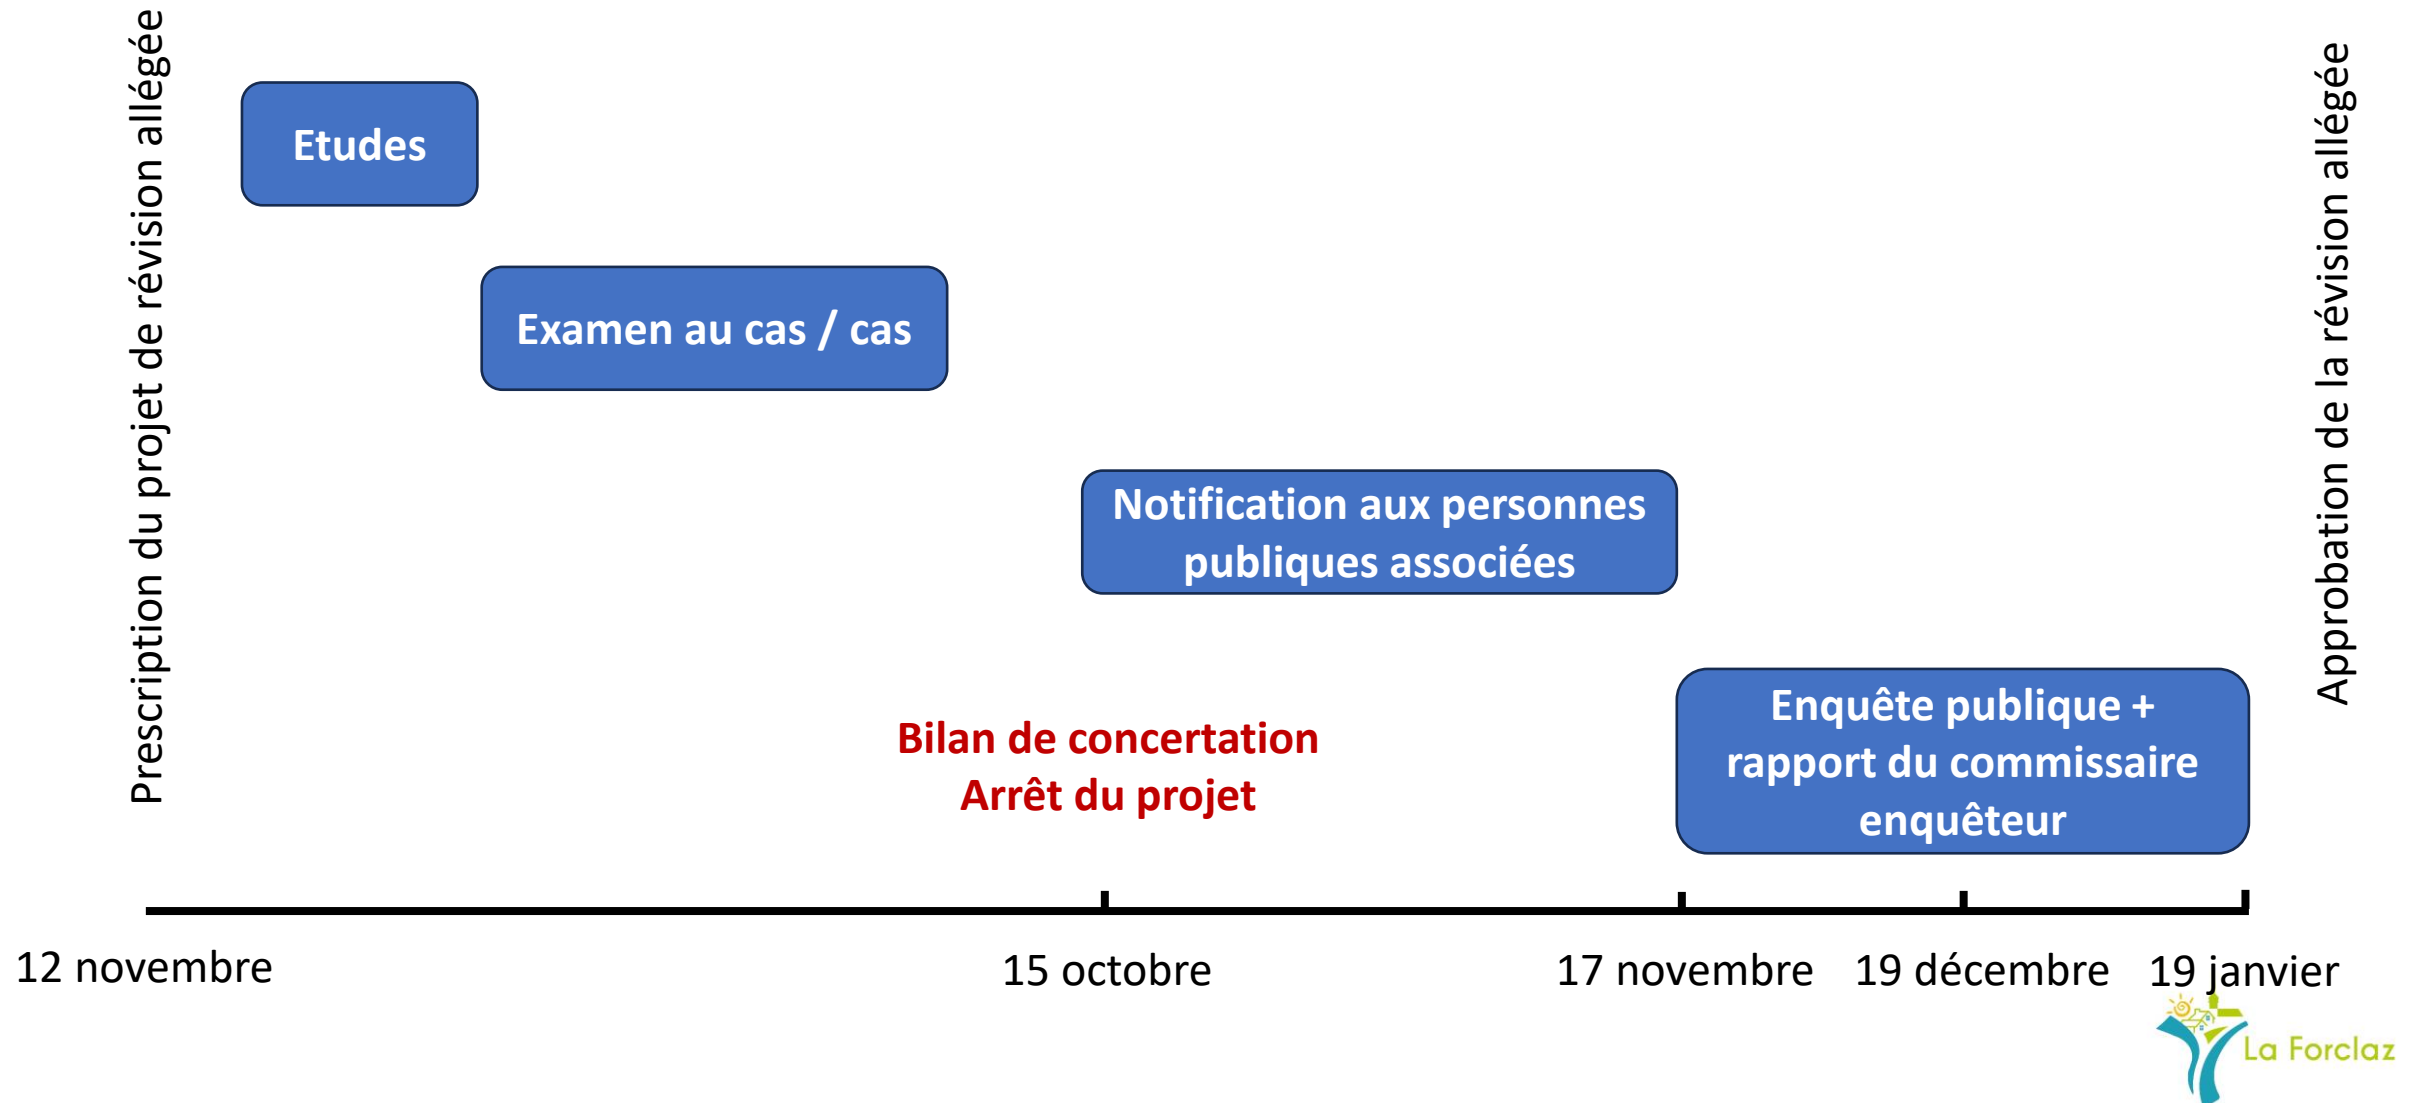 Prescription du projet de révision allégée
Etudes
Examen au cas / cas
Notification aux personnes
publiques associées
Bilan de concertation
Arrêt du projet
Enquête publique +
rapport du commissaire
enquêteur
Approbation de la révision allégée
12 novembre
15 octobre
17 novembre
19 décembre
19 janvier
La Forclaz